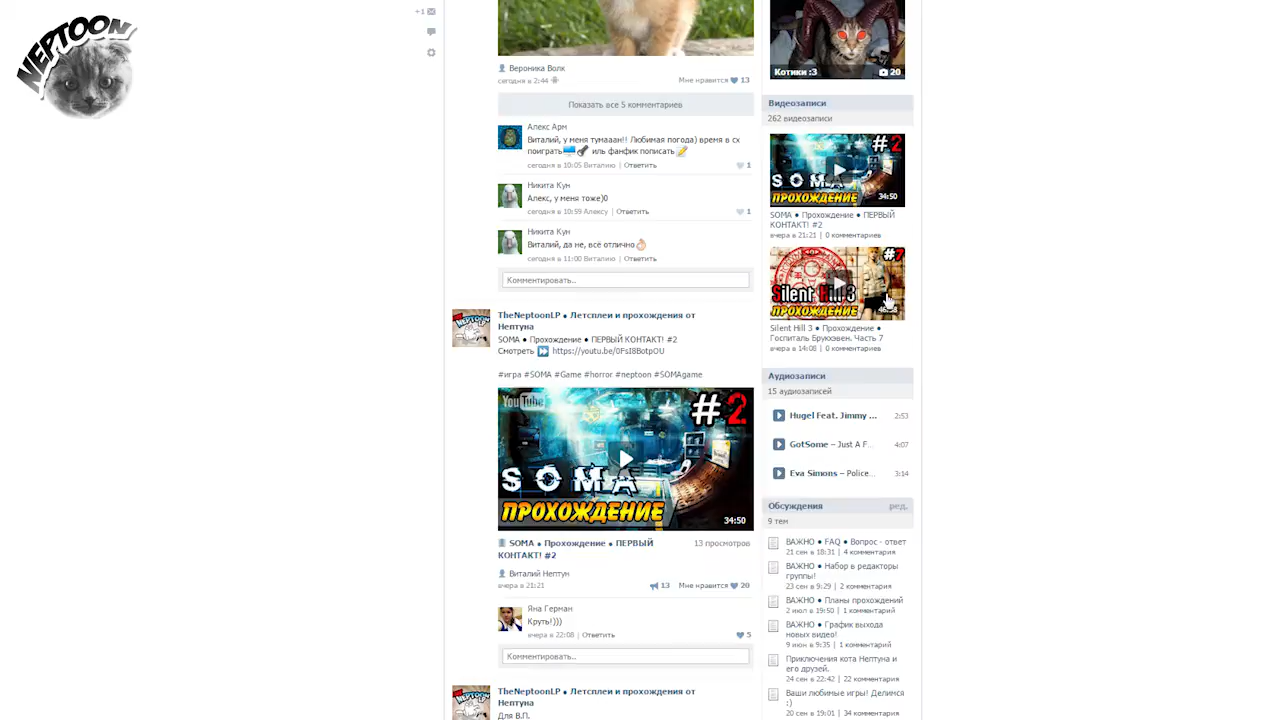 NEPTOON
+1
Вероника Волк
сегодня в 2:44
Мне нравится 13
Показать все 5 комментариев
Алекс Арм
Виталий, у меня тумааан!! Любимая погода) время в сх
поиграть иль фанфик пописать
сегодня в 10:05 Виталию | Ответить
1
Никита Кун
Алекс, у меня тоже)0
сегодня в 10:59 Алексу | Ответить
1
Никита Кун
Виталий, да не, всё отлично
сегодня в 11:00 Виталию | Ответить
Комментировать..
TheNeptoonLP ● Летсплеи и прохождения от
Нептуна
SOMA ● Прохождение ● ПЕРВЫЙ КОНТАКТ! #2
Смотреть https://youtu.be/0FsI8BotpOU
#игра #SOMA #Game #horror #neptoon #SOMAgame
YouTube
#2
SOMA
ПРОХОЖДЕНИЕ
34:50
SOMA ● Прохождение ● ПЕРВЫЙ
КОНТАКТ! #2
13 просмотров
Виталий Нептун
вчера в 21:21
13 Мне нравится 20
Яна Герман
Круть!)))
вчера в 22:08 | Ответить
5
Комментировать..
TheNeptoonLP ● Летсплеи и прохождения от
Нептуна
Для В.П.
Котики :3
20
Видеозаписи
262 видеозаписи
#2
SOMA
34:50
ПРОХОЖДЕНИЕ
SOMA ● Прохождение ● ПЕРВЫЙ
КОНТАКТ! #2
вчера в 21:21 | 0 комментариев
#7
Silent Hill 3
ПРОХОЖДЕНИЕ
Silent Hill 3 ● Прохождение ●
Госпиталь Брукхэвен. Часть 7
вчера в 14:08 | 0 комментариев
Аудиозаписи
15 аудиозаписей
Hugel Feat. Jimmy ... 2:53
GotSome – Just A F... 4:07
Eva Simons – Police... 3:14
Обсуждения ред.
9 тем
ВАЖНО ● FAQ ● Вопрос - ответ
21 сен в 18:31 | 4 комментария
ВАЖНО ● Набор в редакторы
группы!
23 сен в 9:29 | 2 комментария
ВАЖНО ● Планы прохождений
2 июл в 19:50 | 1 комментарий
ВАЖНО ● График выхода
новых видео!
9 июн в 9:35 | 1 комментарий
Приключения кота Нептуна и
его друзей.
24 сен в 22:42 | 22 комментария
Ваши любимые игры! Делимся
:)
20 сен в 19:01 | 34 комментария